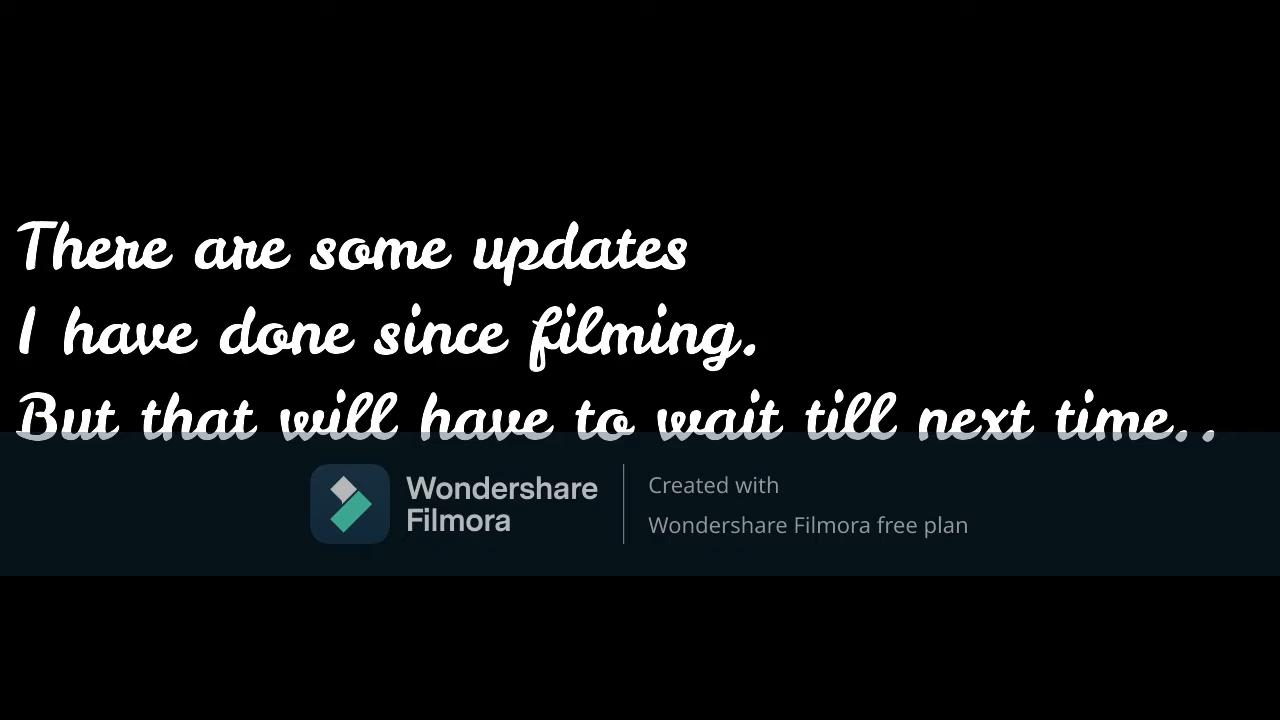 There are some updates
I have done since filming.
But that will have to wait till next time..
Wondershare
Filmora
Created with
Wondershare Filmora free plan